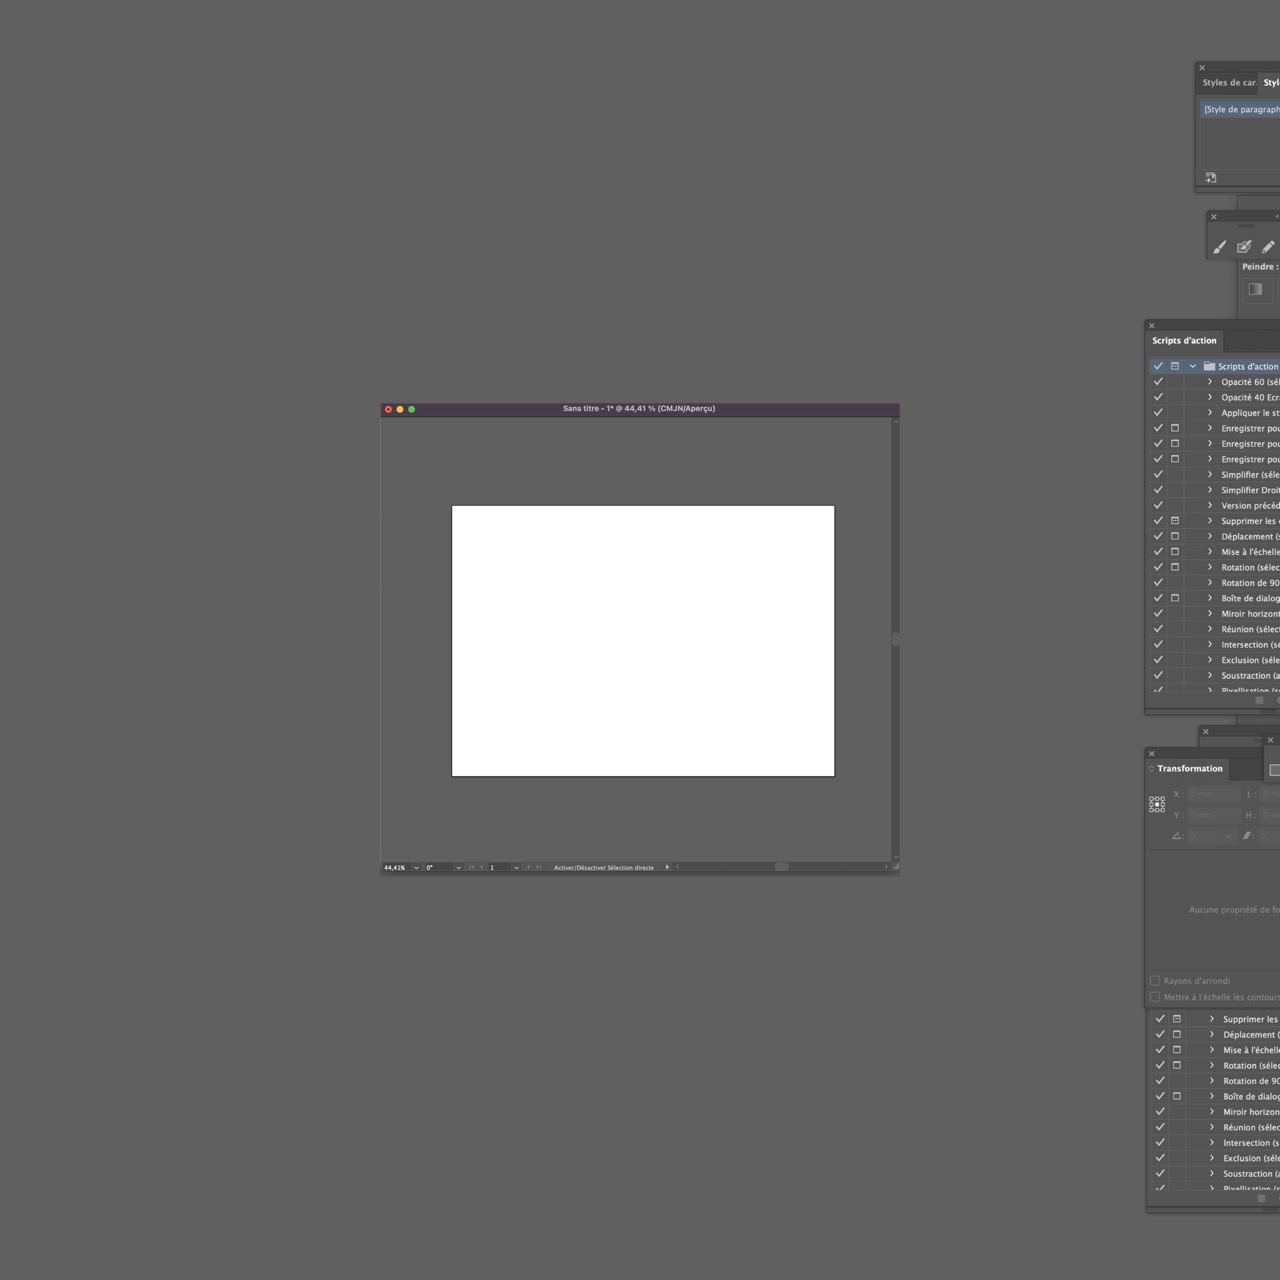 Styles de car
Styl
[Style de paragraph
Peindre :
Scripts d'action
Scripts d'action
Opacité 60 (sél
Opacité 40 Ecr
Appliquer le st
Enregistrer pou
Enregistrer pou
Enregistrer pou
Simplifier (séle
Simplifier Droit
Version précéd
Supprimer les
Déplacement (s
Mise à l'échelle
Rotation (sélec
Rotation de 90
Boîte de dialog
Miroir horizont
Réunion (sélect
Intersection (sé
Exclusion (séle
Soustraction (a
Pixellisation (s
Sans titre - 1* @ 44,41 % (CMJN/Aperçu)
44,41%
0°
1
Activer/Désactiver Sélection directe
Transformation
X :
0 mm
L :
Y :
0 mm
H :
0°
Aucune propriété de fo
Rayons d'arrondi
Mettre à l'échelle les contours
Supprimer les
Déplacement (
Mise à l'échell
Rotation (sélec
Rotation de 90
Boîte de dialog
Miroir horizon
Réunion (sélec
Intersection (s
Exclusion (séle
Soustraction (a
Pixellisation (s